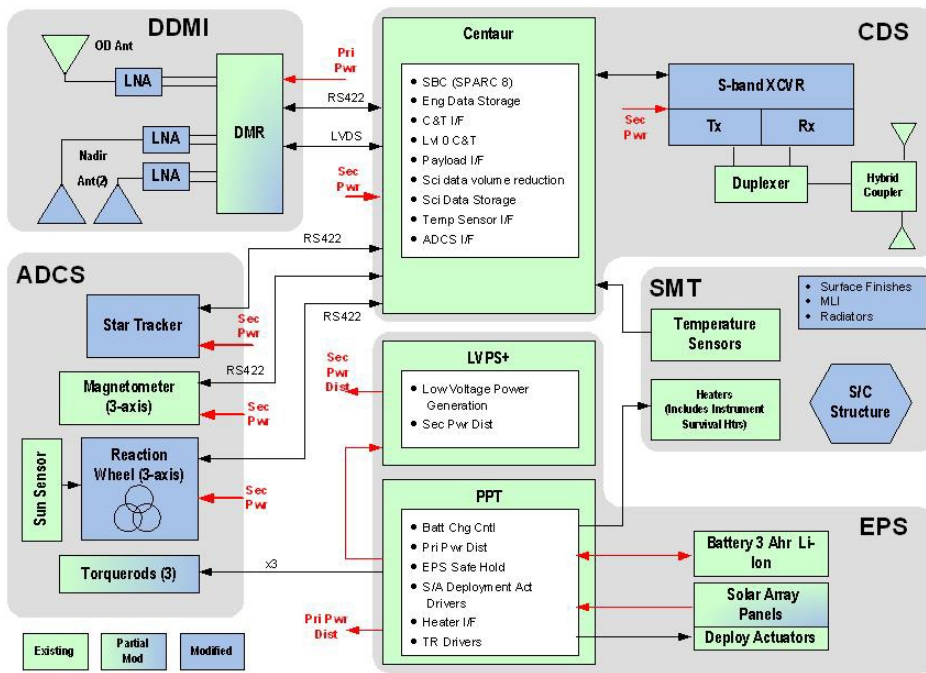 DDMI
OD Ant
LNA
LNA
Nadir
Ant(2)
LNA
DMR
Pri
Pwr
RS422
LVDS
Sec
Pwr
Centaur
• SBC (SPARC 8)
• Eng Data Storage
• C&T I/F
• Lvl 0 C&T
• Payload I/F
• Sci data volume reduction
• Sci Data Storage
• Temp Sensor I/F
• ADCS I/F
CDS
S-band XCVR
Tx
Rx
Sec
Pwr
Duplexer
Hybrid
Coupler
ADCS
RS422
Star Tracker
Sec
Pwr
RS422
Magnetometer
(3-axis)
RS422
Sec
Pwr
Sun Sensor
Reaction
Wheel (3-axis)
Sec
Pwr
Torquerods (3)
x3
SMT
• Surface Finishes
• MLI
• Radiators
Temperature
Sensors
Heaters
(Includes Instrument
Survival Htrs)
S/C
Structure
LVPS+
• Low Voltage Power
Generation
• Sec Pwr Dist
Sec
Pwr
Dist
PPT
• Batt Chg Cntl
• Pri Pwr Dist
• EPS Safe Hold
• S/A Deployment Act
Drivers
• Heater I/F
• TR Drivers
Pri Pwr
Dist
EPS
Battery 3 Ahr Li-
Ion
Solar Array
Panels
Deploy Actuators
Existing
Partial
Mod
Modified